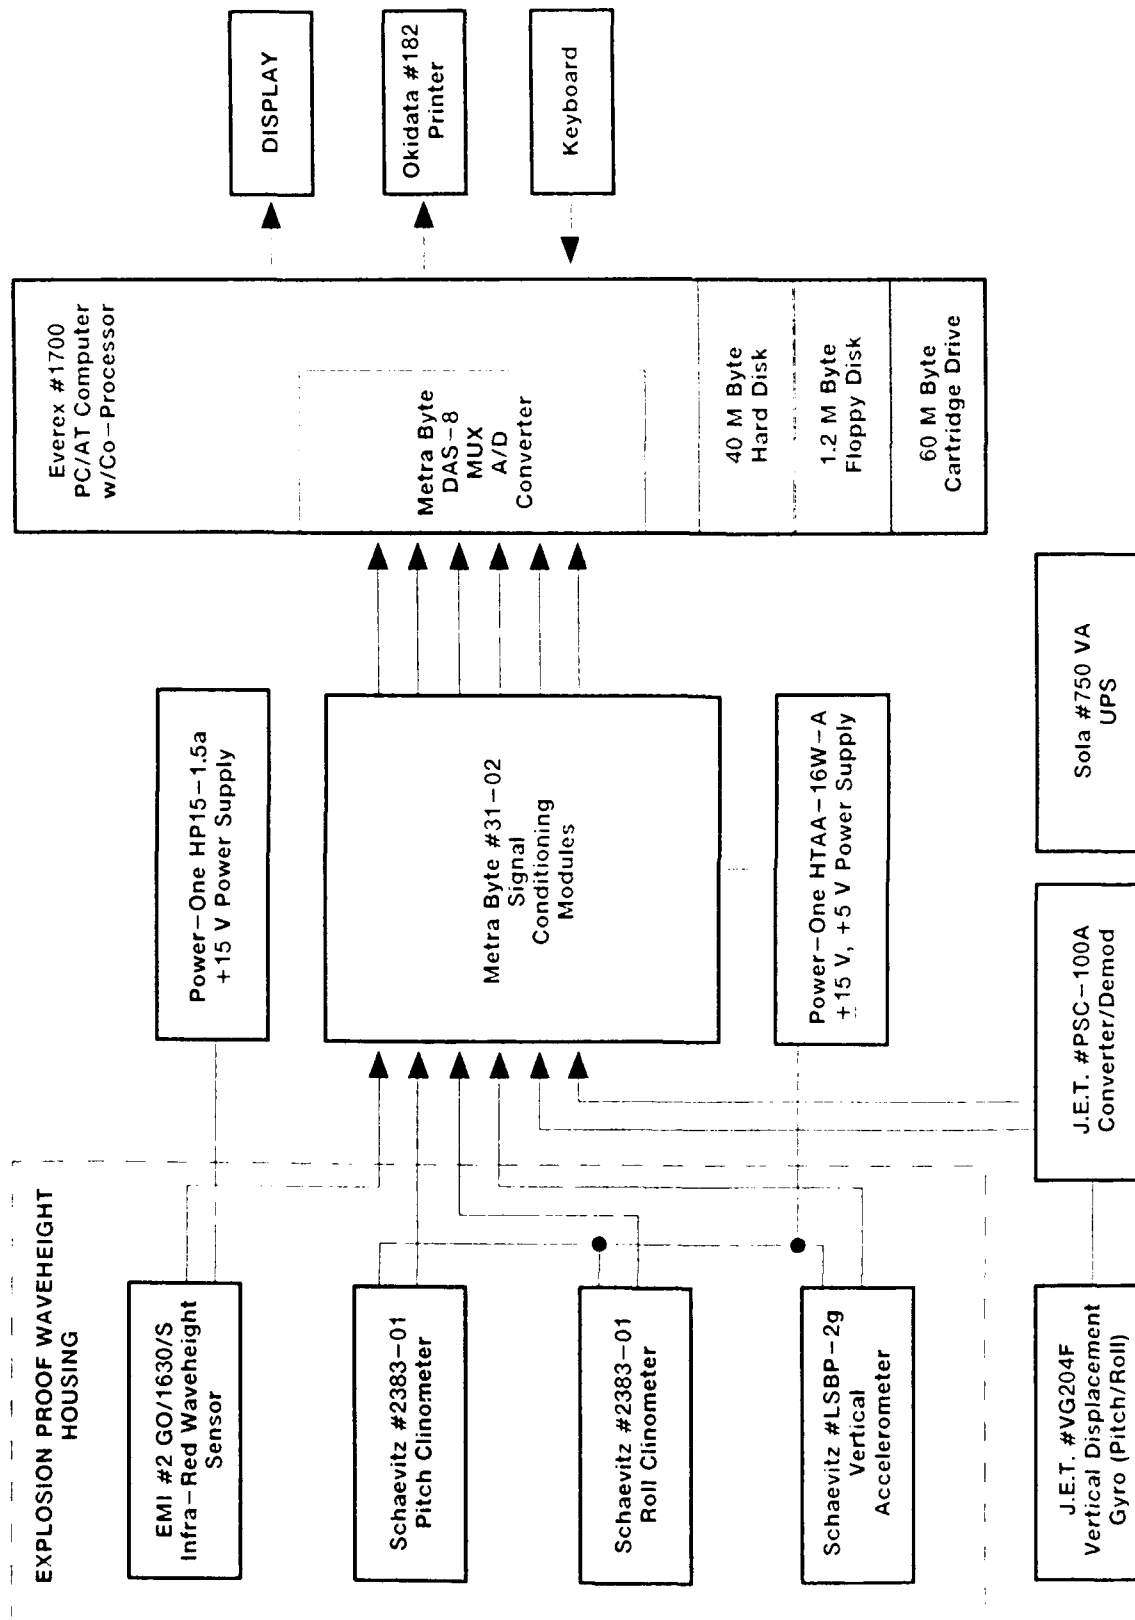 EXPLOSION PROOF WAVEHEIGHT
HOUSING
EMI #2 GO/1630/S
Infra-Red Waveheight
Sensor
Schaevitz #2383-01
Pitch Clinometer
Schaevitz #2383-01
Roll Clinometer
Schaevitz #LSBP-2g
Vertical
Accelerometer
J.E.T. #VG204F
Vertical Displacement
Gyro (Pitch/Roll)
Power-One HP15-1.5a
+15 V Power Supply
Metra Byte #31-02
Signal
Conditioning
Modules
Power-One HTAA-16W-A
±15 V, +5 V Power Supply
J.E.T. #PSC-100A
Converter/Demod
Sola #750 VA
UPS
Everex #1700
PC/AT Computer
w/Co-Processor
Metra Byte
DAS-8
MUX
A/D
Converter
40 M Byte
Hard Disk
1.2 M Byte
Floppy Disk
60 M Byte
Cartridge Drive
DISPLAY
Okidata #182
Printer
Keyboard